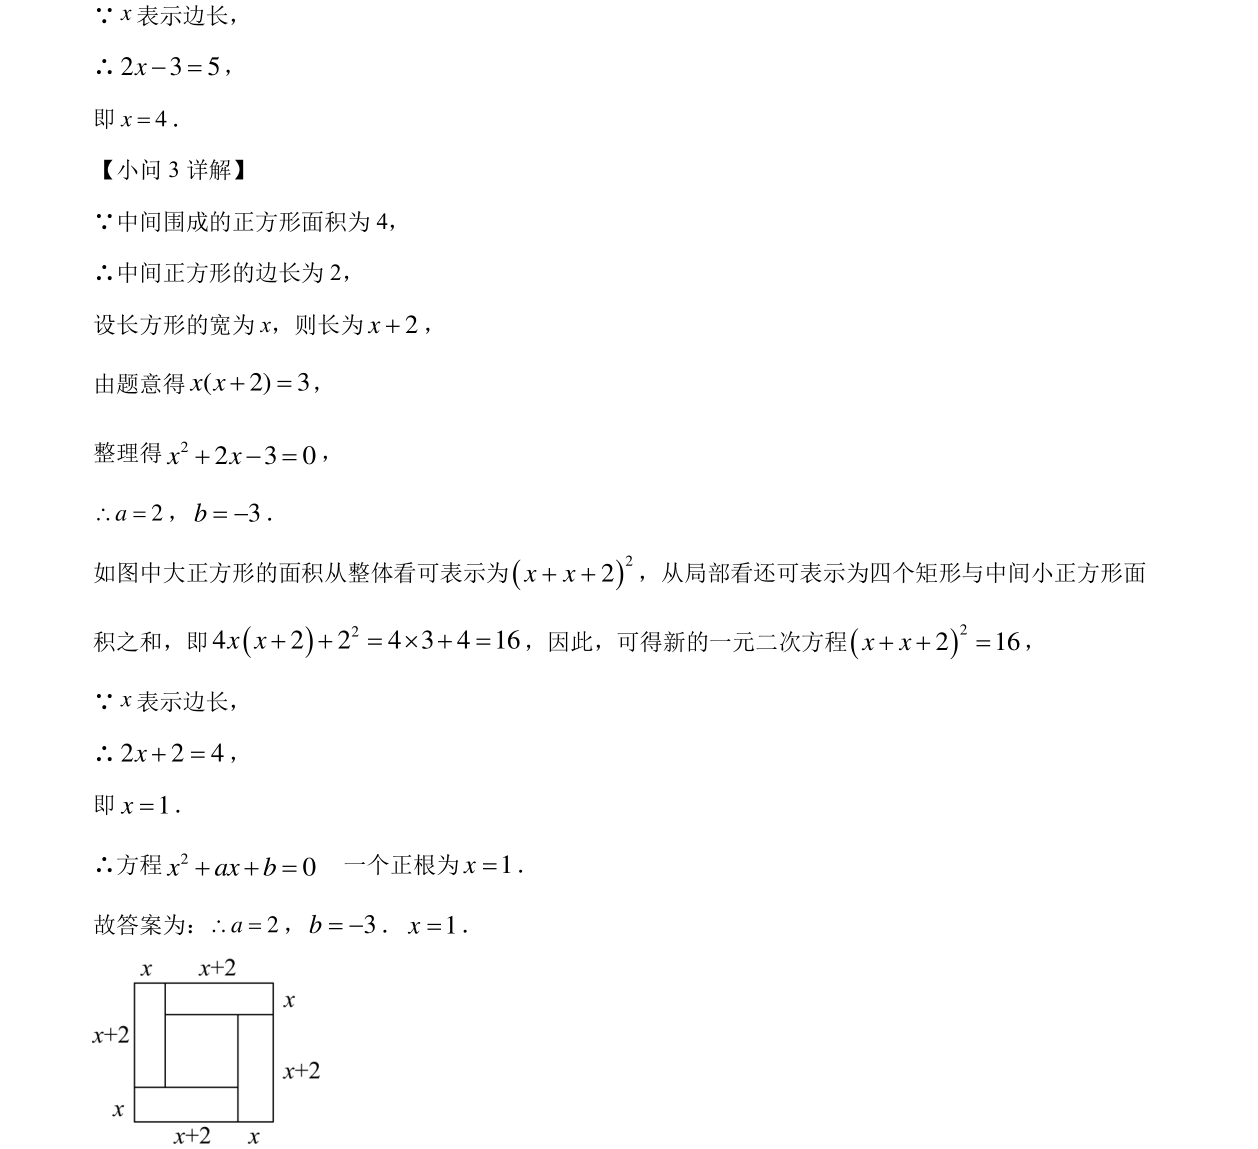 ∵ x 表示边长，
∴ 2x－3＝5，
即 x＝4．
【小问 3 详解】
∵中间围成的正方形面积为 4，
∴中间正方形的边长为 2，
设长方形的宽为 x，则长为 x＋2，
由题意得 x(x＋2)＝3，
整理得 x²＋2x－3＝0，
∴a＝2，b＝－3．
如图中大正方形的面积从整体看可表示为(x＋x＋2)²，从局部看还可表示为四个矩形与中间小正方形面
积之和，即 4x(x＋2)＋2²＝4×3＋4＝16，因此，可得新的一元二次方程(x＋x＋2)²＝16，
∵ x 表示边长，
∴ 2x＋2＝4，
即 x＝1．
∴方程 x²＋ax＋b＝0 一个正根为 x＝1．
故答案为：∴a＝2，b＝－3．x＝1．
x x+2
x
x+2
x+2
x
x+2 x